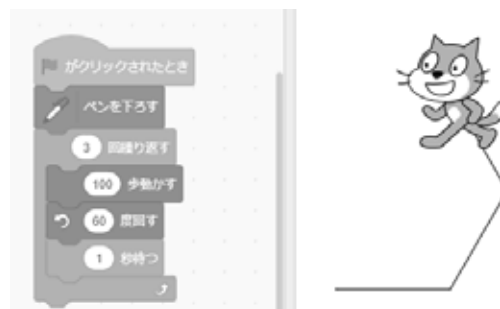 がクリックされたとき
ペンを下ろす
3 回繰り返す
100 歩動かす
60 度回す
1 秒待つ